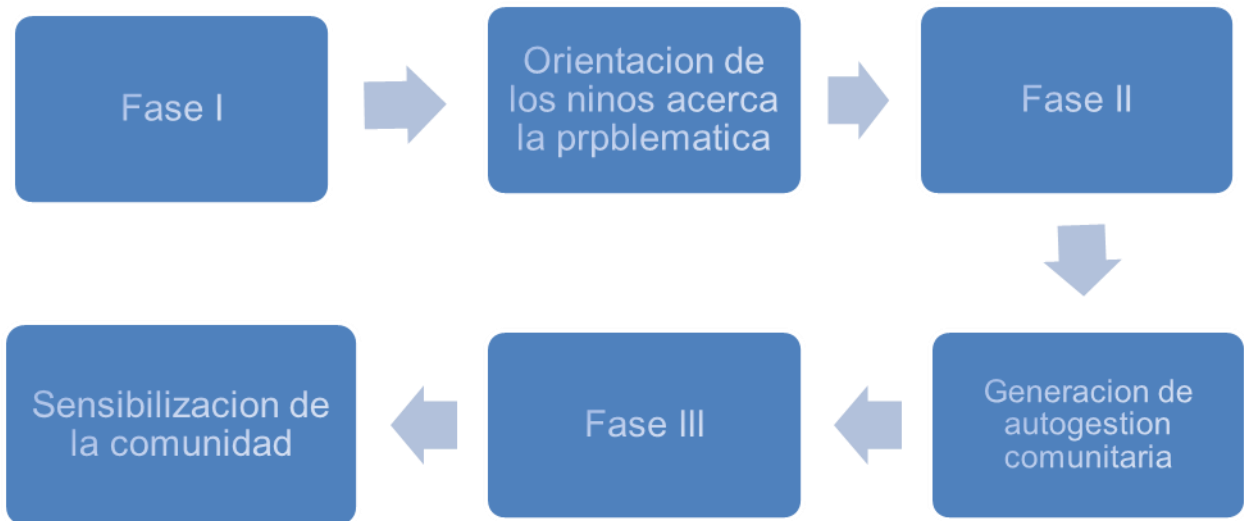 Fase I
Orientacion de
los ninos acerca
la prpblematica
Fase II
Generacion de
autogestion
comunitaria
Fase III
Sensibilizacion de
la comunidad